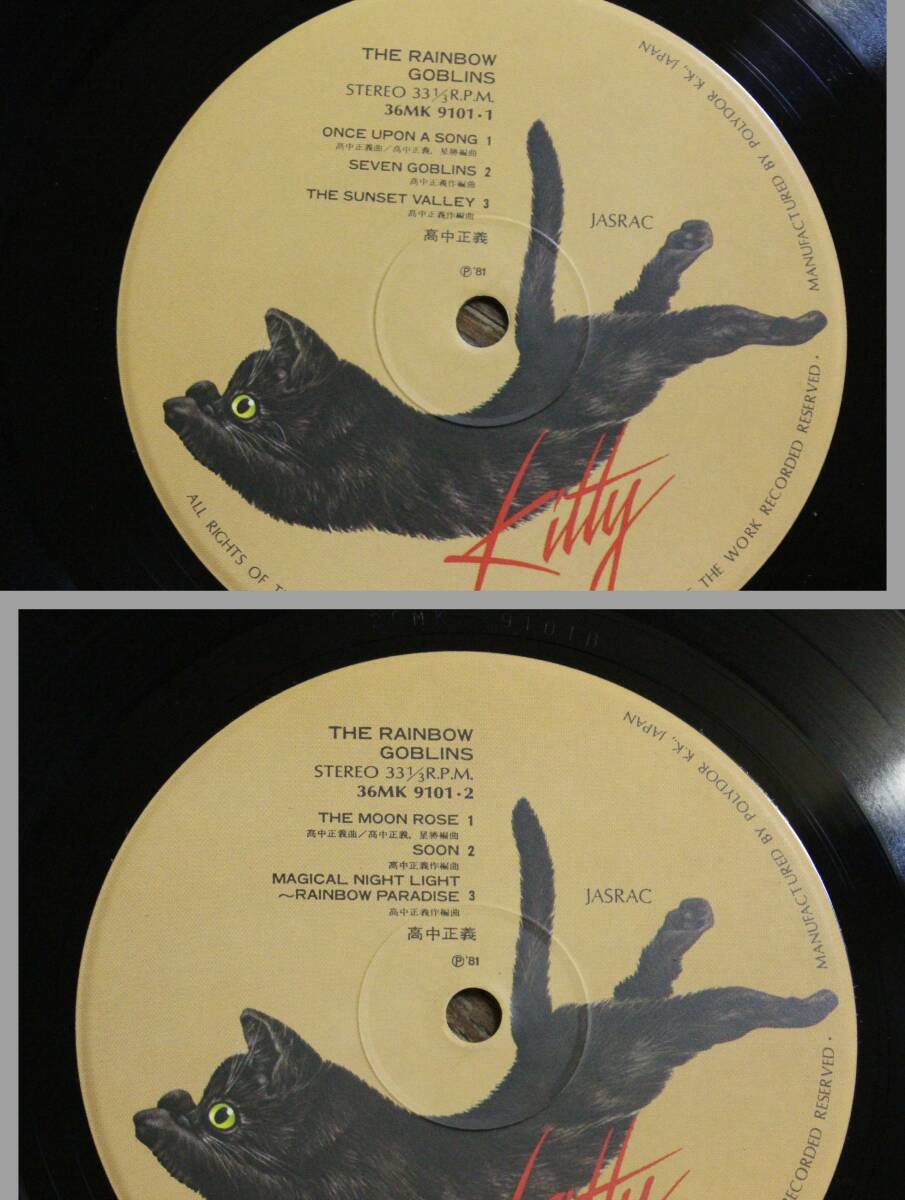 THE RAINBOW
GOBLINS
STEREO 33⅓R.P.M.
36MK 9101·1
ONCE UPON A SONG 1
高中正義曲／高中正義，星勝編曲
SEVEN GOBLINS 2
高中正義作編曲
THE SUNSET VALLEY 3
高中正義作編曲
高中正義
Ⓟ'81
JASRAC
MANUFACTURED BY POLYDOR K.K., JAPAN
Kitty
ALL RIGHTS OF
THE WORK RECORDED RESERVED ·
9101B
THE RAINBOW
GOBLINS
STEREO 33⅓R.P.M.
36MK 9101·2
THE MOON ROSE 1
高中正義曲／高中正義，星勝編曲
SOON 2
高中正義作編曲
MAGICAL NIGHT LIGHT
～RAINBOW PARADISE 3
高中正義作編曲
高中正義
Ⓟ'81
JASRAC
MANUFACTURED BY POLYDOR K.K., JAPAN
RECORDED RESERVED ·
Kitty